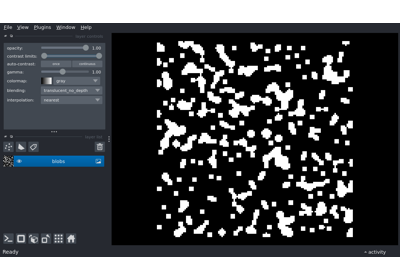 File View Plugins Window Help
opacity: 1.00
contrast limits:
auto-contrast: once continuous
gamma: 1.00
colormap: gray
blending: translucent_no_depth
interpolation: nearest
blobs
Ready
activity